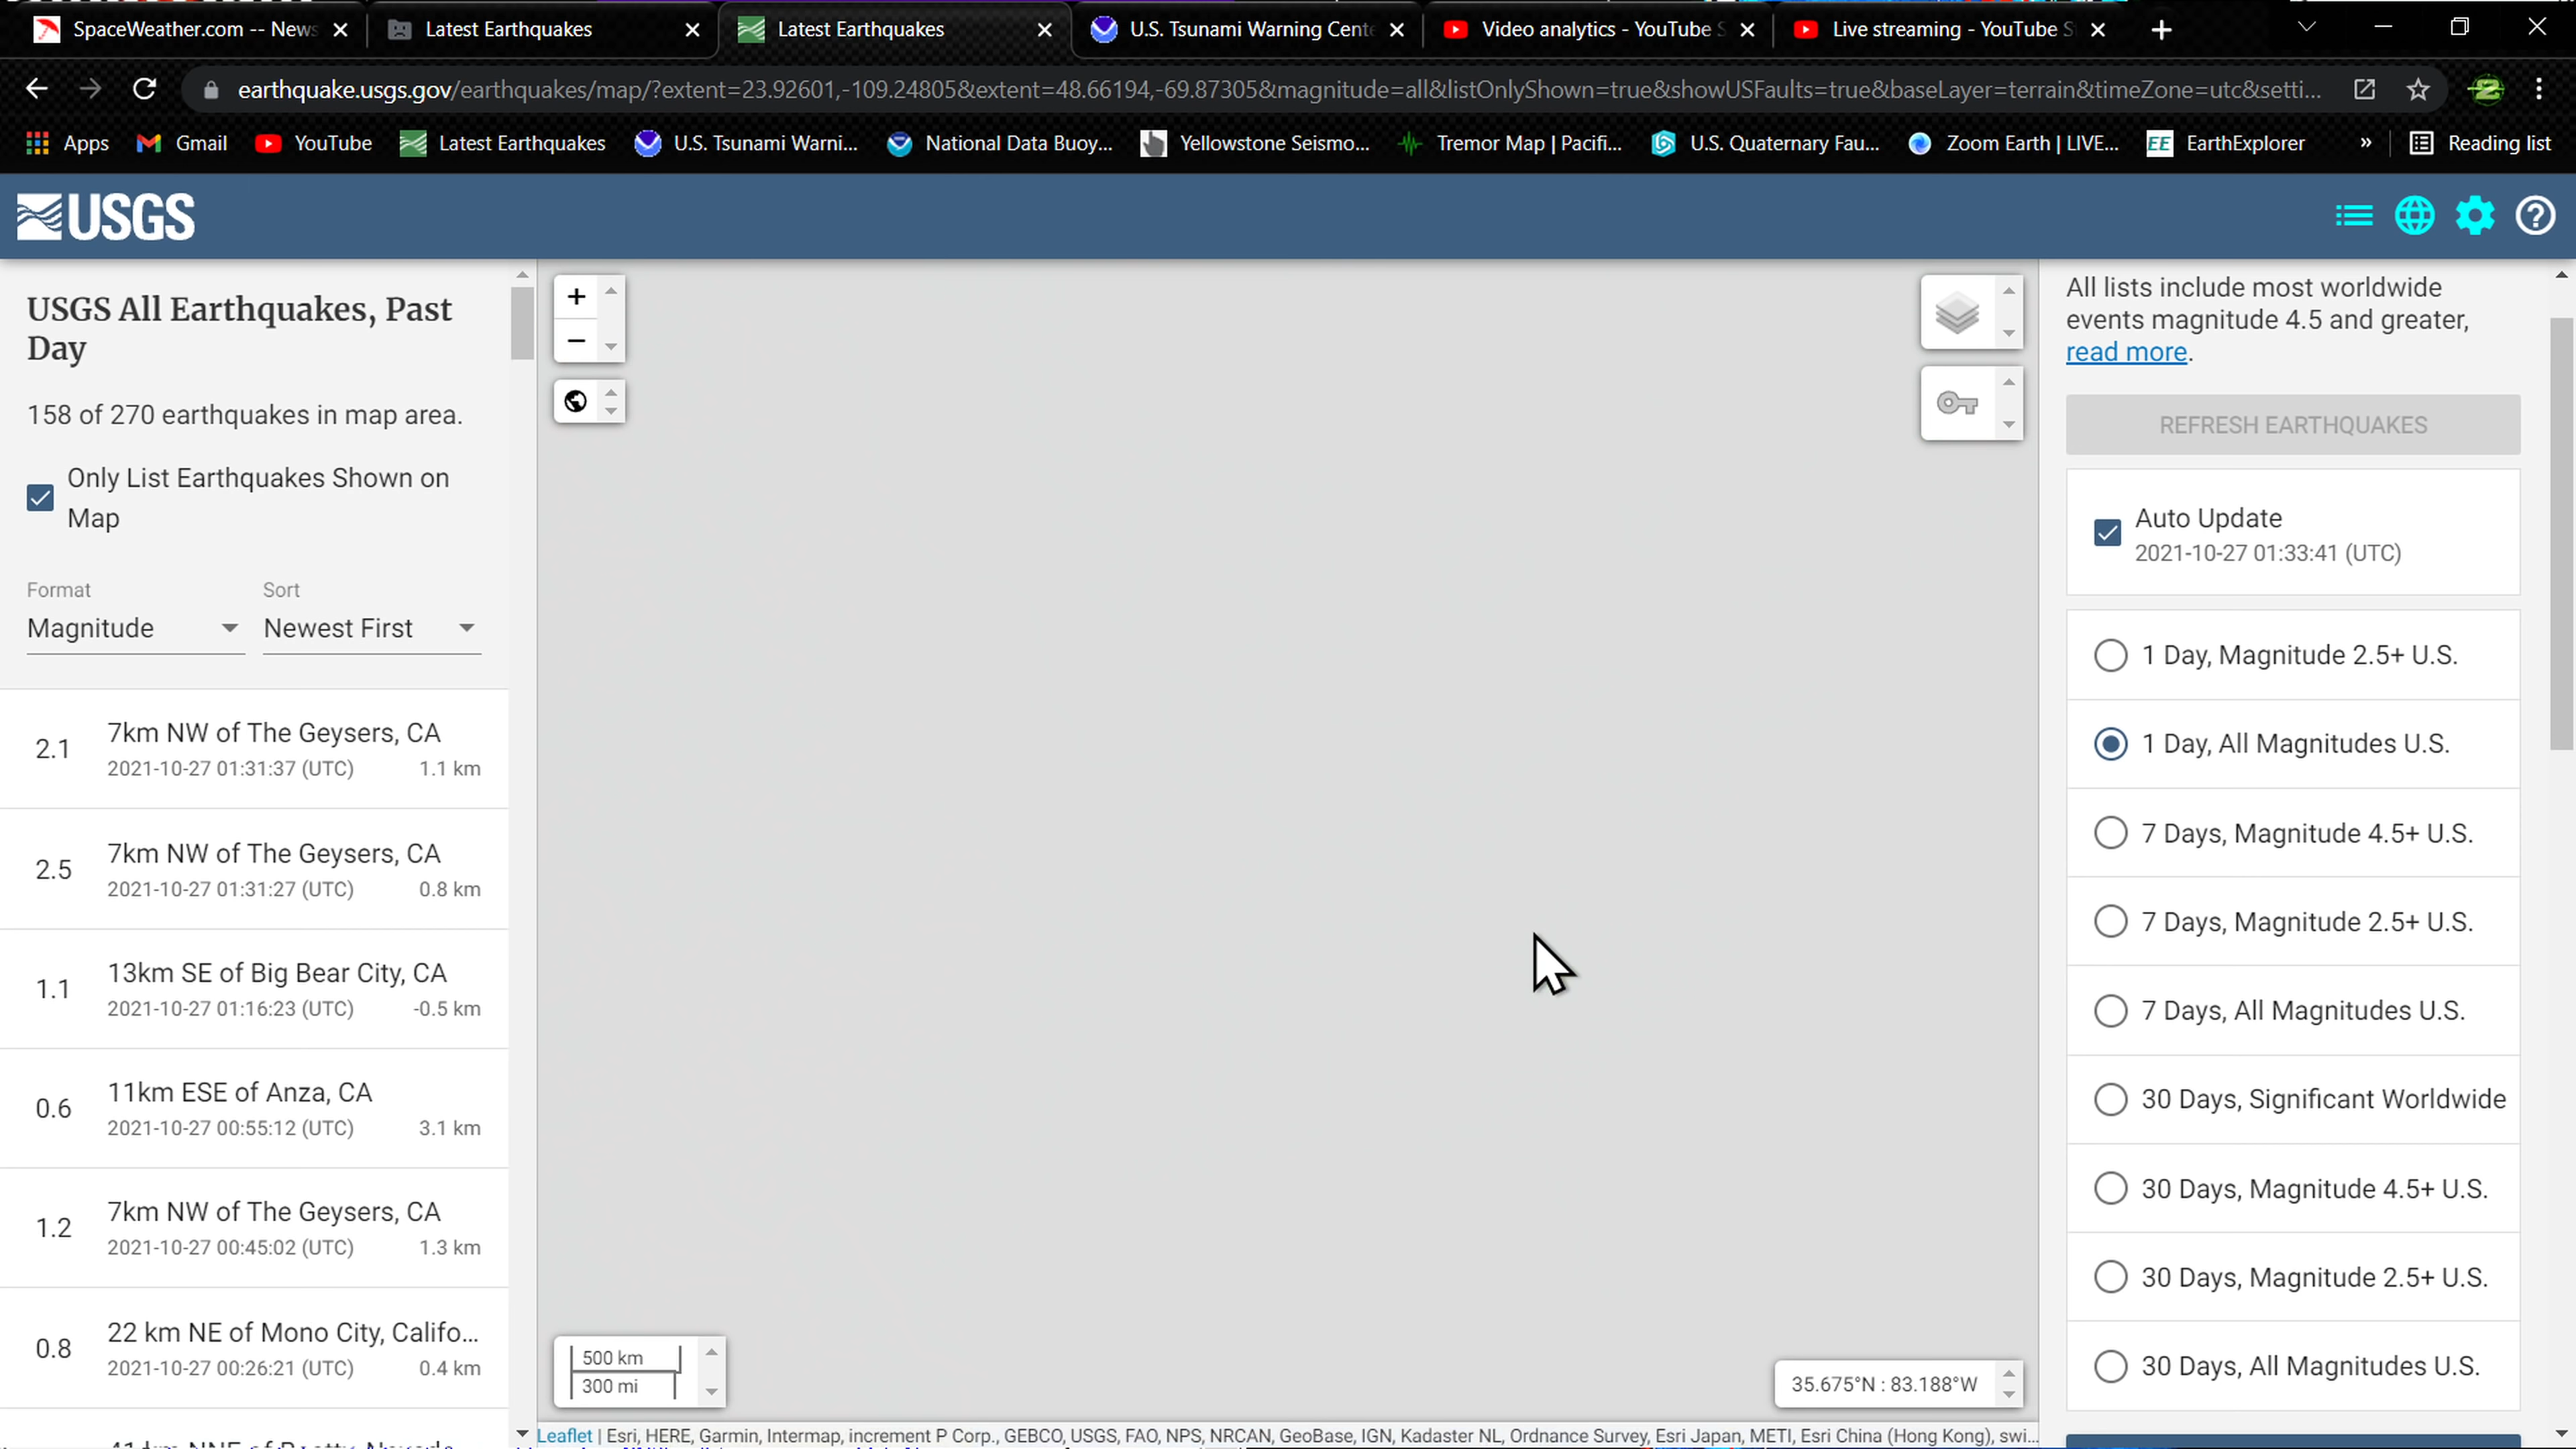 SpaceWeather.com -- News
Latest Earthquakes
Latest Earthquakes
U.S. Tsunami Warning Cente
Video analytics - YouTube S
Live streaming - YouTube S
earthquake.usgs.gov/earthquakes/map/?extent=23.92601,-109.24805&extent=48.66194,-69.87305&magnitude=all&listOnlyShown=true&showUSFaults=true&baseLayer=terrain&timeZone=utc&setti...
Apps
Gmail
YouTube
Latest Earthquakes
U.S. Tsunami Warni...
National Data Buoy...
Yellowstone Seismo...
Tremor Map | Pacifi...
U.S. Quaternary Fau...
Zoom Earth | LIVE...
EE EarthExplorer
»
Reading list
USGS
USGS All Earthquakes, Past
Day
158 of 270 earthquakes in map area.
Only List Earthquakes Shown on
Map
Format
Magnitude
Sort
Newest First
2.1
7km NW of The Geysers, CA
2021-10-27 01:31:37 (UTC) 1.1 km
2.5
7km NW of The Geysers, CA
2021-10-27 01:31:27 (UTC) 0.8 km
1.1
13km SE of Big Bear City, CA
2021-10-27 01:16:23 (UTC) -0.5 km
0.6
11km ESE of Anza, CA
2021-10-27 00:55:12 (UTC) 3.1 km
1.2
7km NW of The Geysers, CA
2021-10-27 00:45:02 (UTC) 1.3 km
0.8
22 km NE of Mono City, Califo...
2021-10-27 00:26:21 (UTC) 0.4 km
+
−
500 km
300 mi
35.675°N : 83.188°W
Leaflet | Esri, HERE, Garmin, Intermap, increment P Corp., GEBCO, USGS, FAO, NPS, NRCAN, GeoBase, IGN, Kadaster NL, Ordnance Survey, Esri Japan, METI, Esri China (Hong Kong), swi...
All lists include most worldwide
events magnitude 4.5 and greater,
read more.
REFRESH EARTHQUAKES
Auto Update
2021-10-27 01:33:41 (UTC)
1 Day, Magnitude 2.5+ U.S.
1 Day, All Magnitudes U.S.
7 Days, Magnitude 4.5+ U.S.
7 Days, Magnitude 2.5+ U.S.
7 Days, All Magnitudes U.S.
30 Days, Significant Worldwide
30 Days, Magnitude 4.5+ U.S.
30 Days, Magnitude 2.5+ U.S.
30 Days, All Magnitudes U.S.